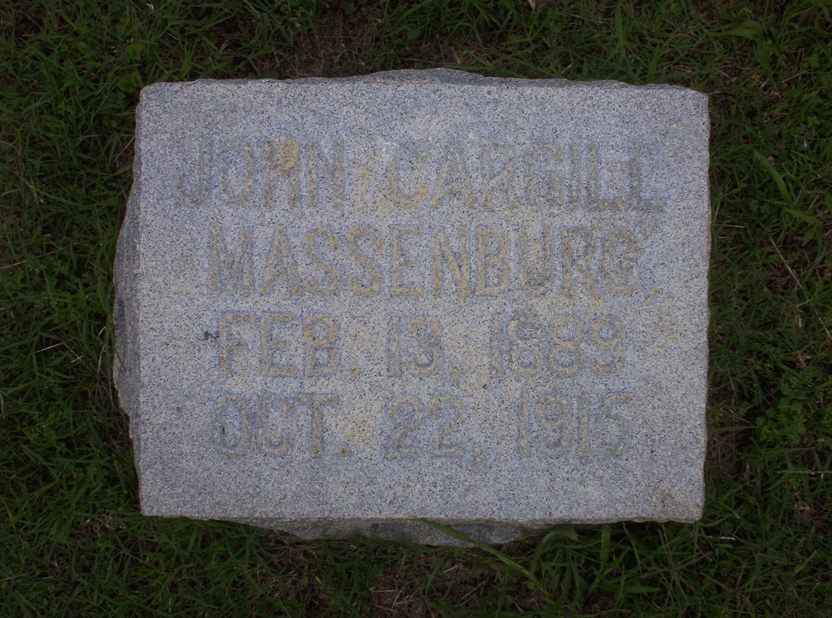 JOHN CARGILL
MASSENBURG.
FEB. 13, 1889
OCT. 22, 1915